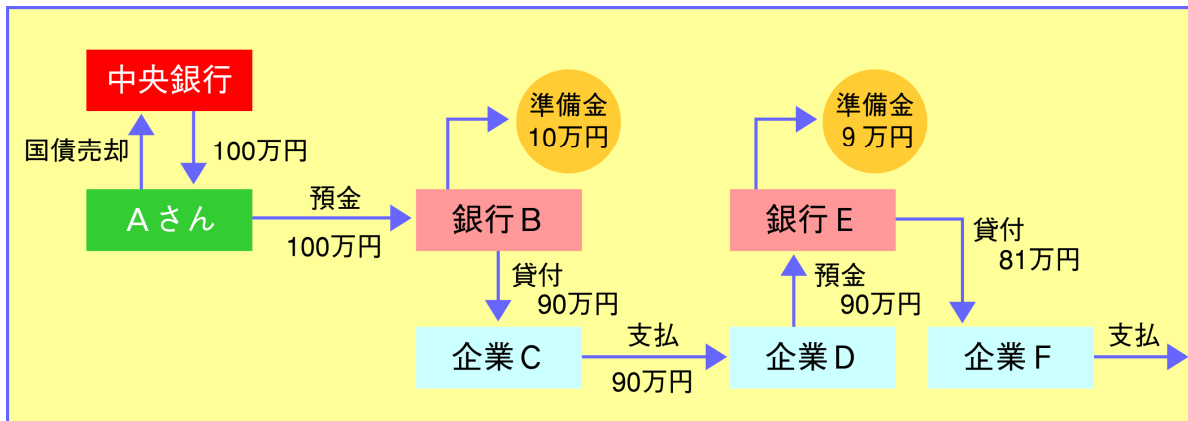 中央銀行
国債売却
100万円
Aさん
預金
100万円
銀行B
準備金
10万円
貸付
90万円
企業C
支払
90万円
企業D
預金
90万円
銀行E
準備金
9万円
貸付
81万円
企業F
支払